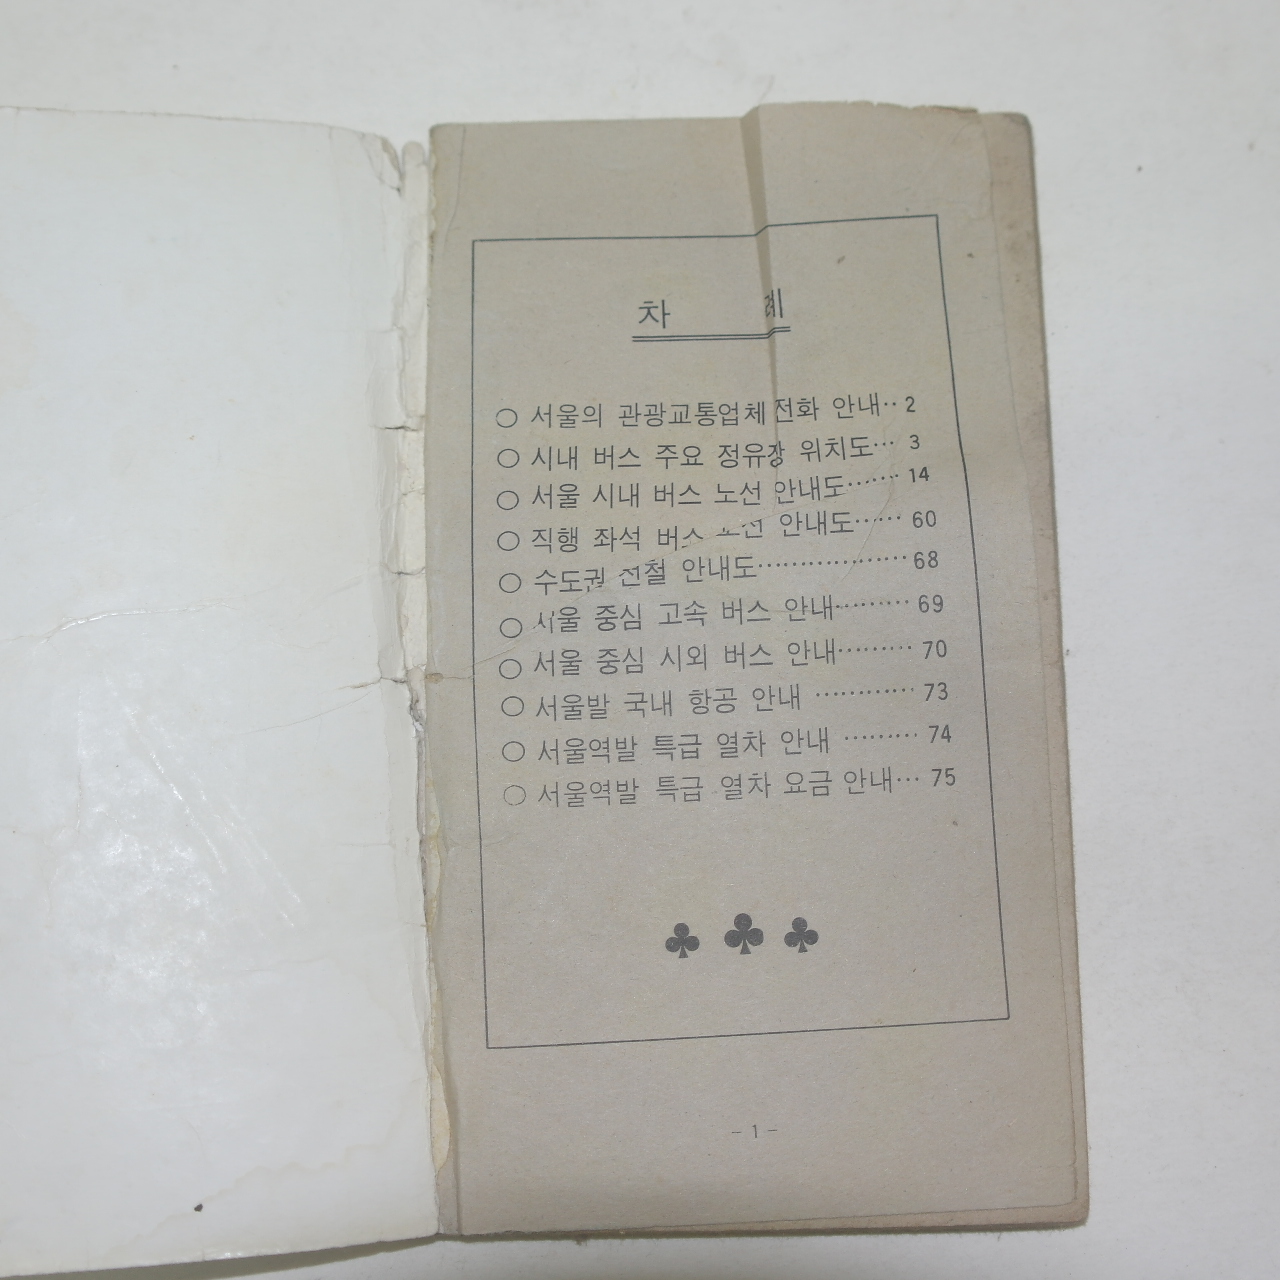 차 례
○ 서울의 관광교통업체 전화 안내‥ 2
○ 시내 버스 주요 정유장 위치도… 3
○ 서울 시내 버스 노선 안내도……· 14
○ 직행 좌석 버스 노선 안내도…… 60
○ 수도권 전철 안내도……………… 68
○ 서울 중심 고속 버스 안내……… 69
○ 서울 중심 시외 버스 안내……… 70
○ 서울발 국내 항공 안내 ………… 73
○ 서울역발 특급 열차 안내 ……… 74
○ 서울역발 특급 열차 요금 안내… 75
♣ ♣ ♣
- 1 -